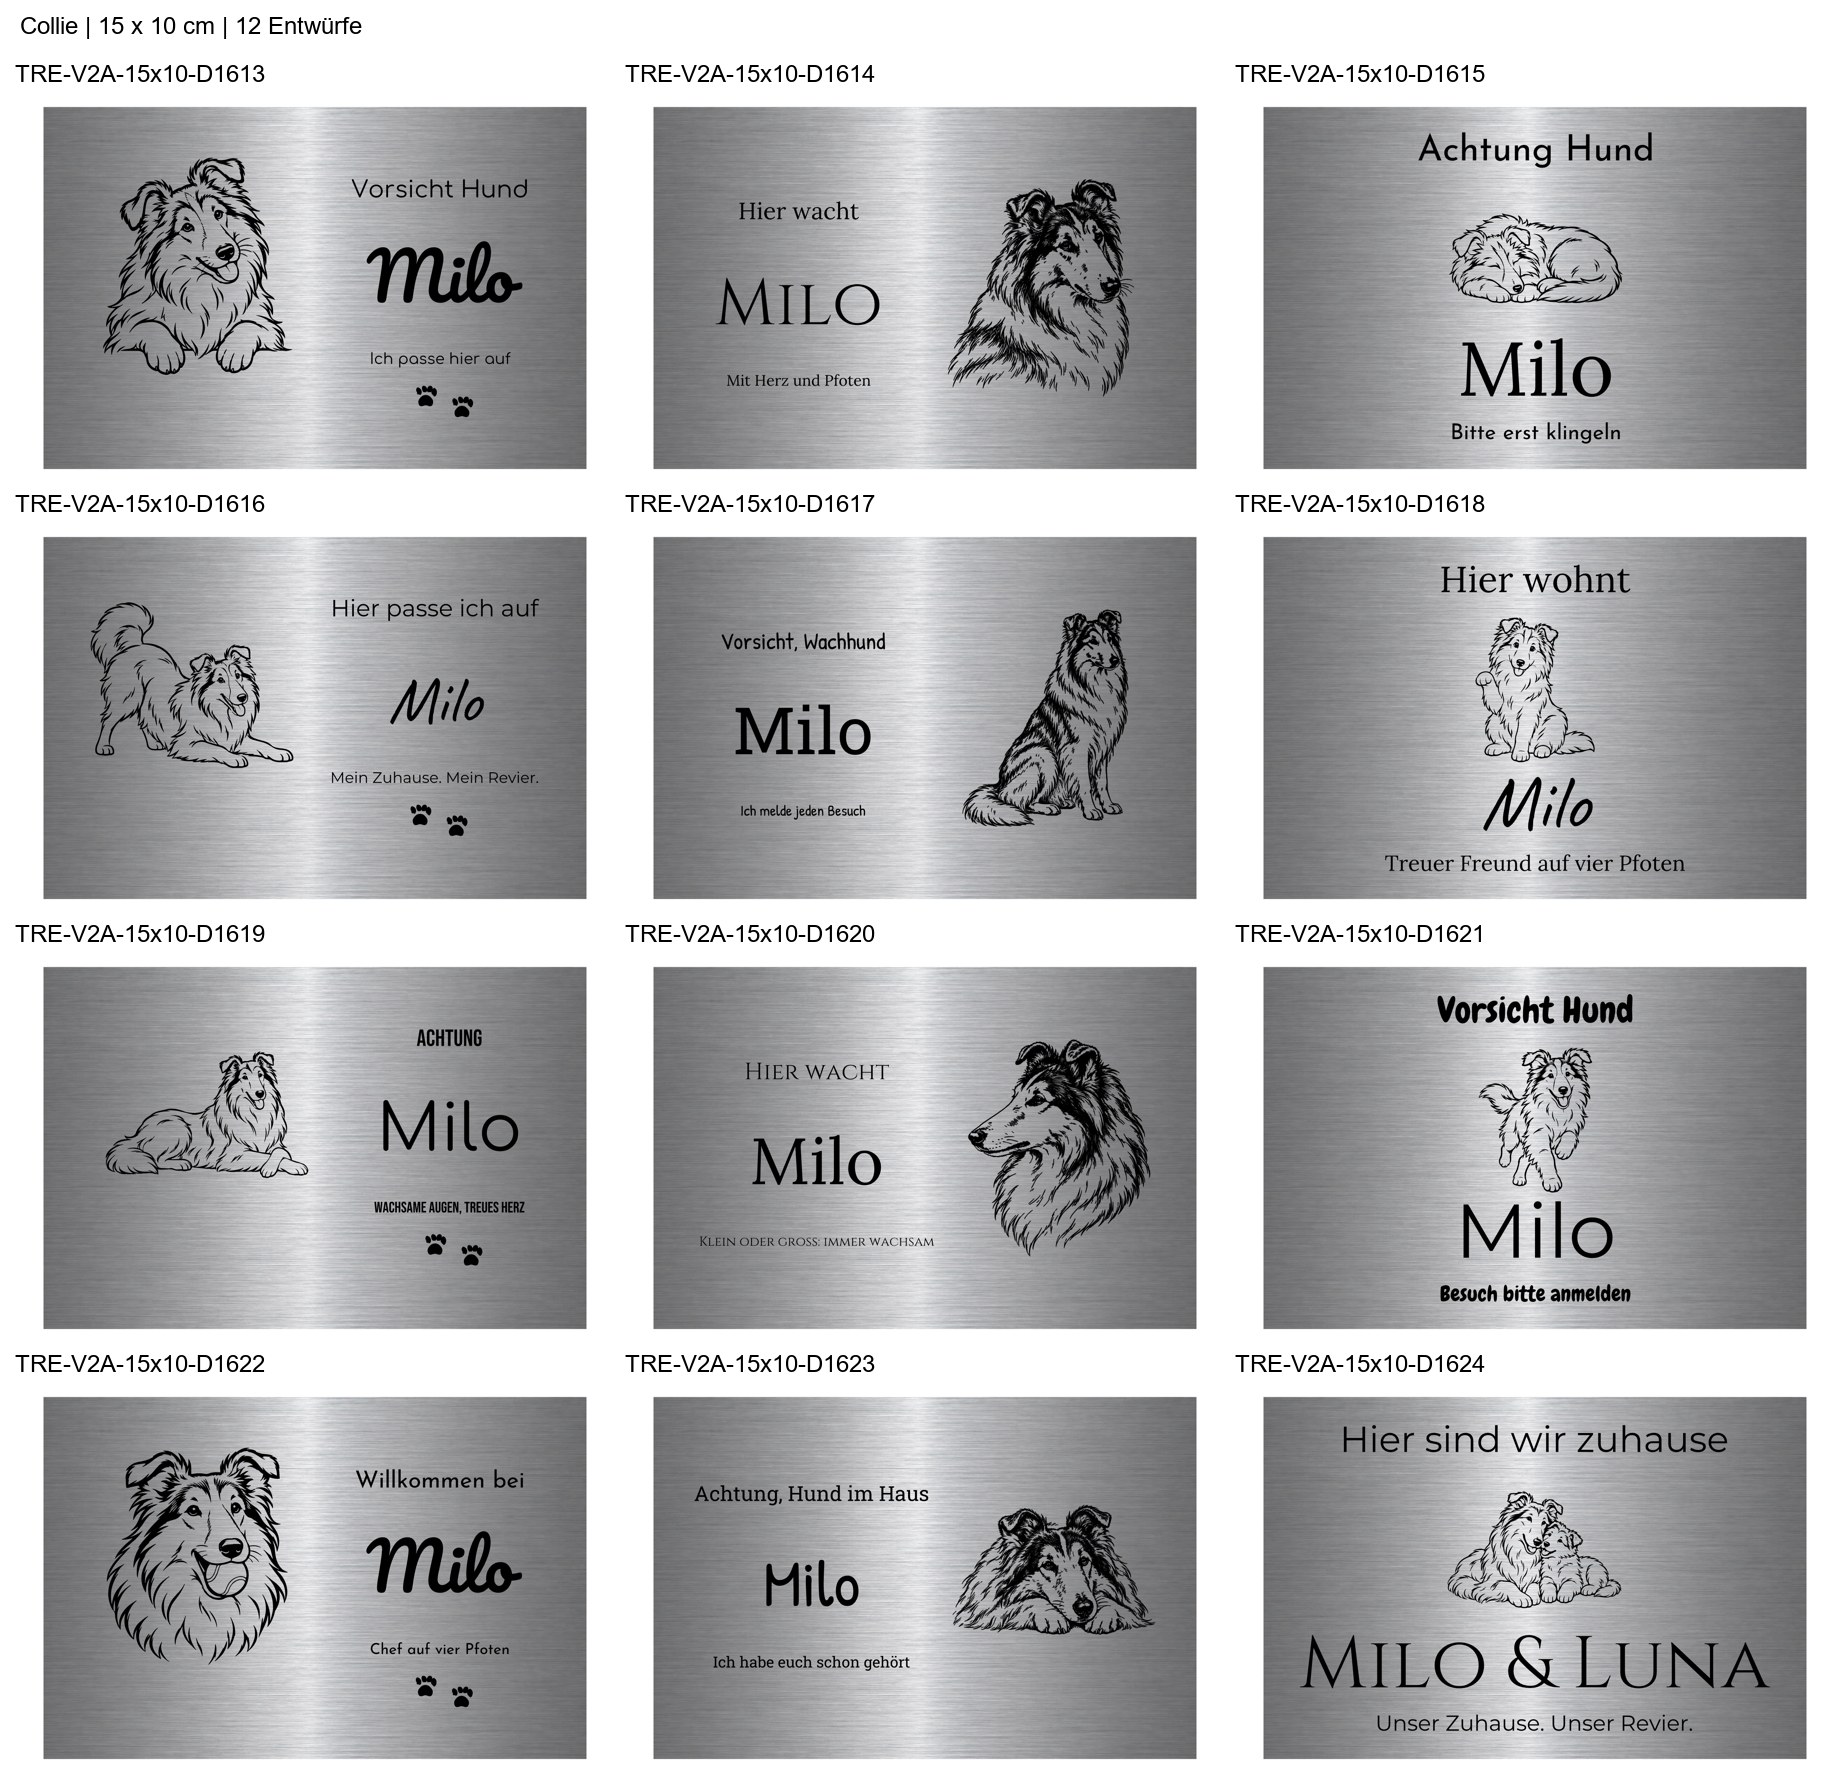 Collie | 15 x 10 cm | 12 Entwürfe
TRE-V2A-15x10-D1613
Vorsicht Hund
Milo
Ich passe hier auf
TRE-V2A-15x10-D1614
Hier wacht
Milo
Mit Herz und Pfoten
TRE-V2A-15x10-D1615
Achtung Hund
Milo
Bitte erst klingeln
TRE-V2A-15x10-D1616
Hier passe ich auf
Milo
Mein Zuhause. Mein Revier.
TRE-V2A-15x10-D1617
Vorsicht, Wachhund
Milo
Ich melde jeden Besuch
TRE-V2A-15x10-D1618
Hier wohnt
Milo
Treuer Freund auf vier Pfoten
TRE-V2A-15x10-D1619
ACHTUNG
Milo
WACHSAME AUGEN, TREUES HERZ
TRE-V2A-15x10-D1620
Hier wacht
Milo
Klein oder groß: immer wachsam
TRE-V2A-15x10-D1621
Vorsicht Hund
Milo
Besuch bitte anmelden
TRE-V2A-15x10-D1622
Willkommen bei
Milo
Chef auf vier Pfoten
TRE-V2A-15x10-D1623
Achtung, Hund im Haus
Milo
Ich habe euch schon gehört
TRE-V2A-15x10-D1624
Hier sind wir zuhause
Milo & Luna
Unser Zuhause. Unser Revier.